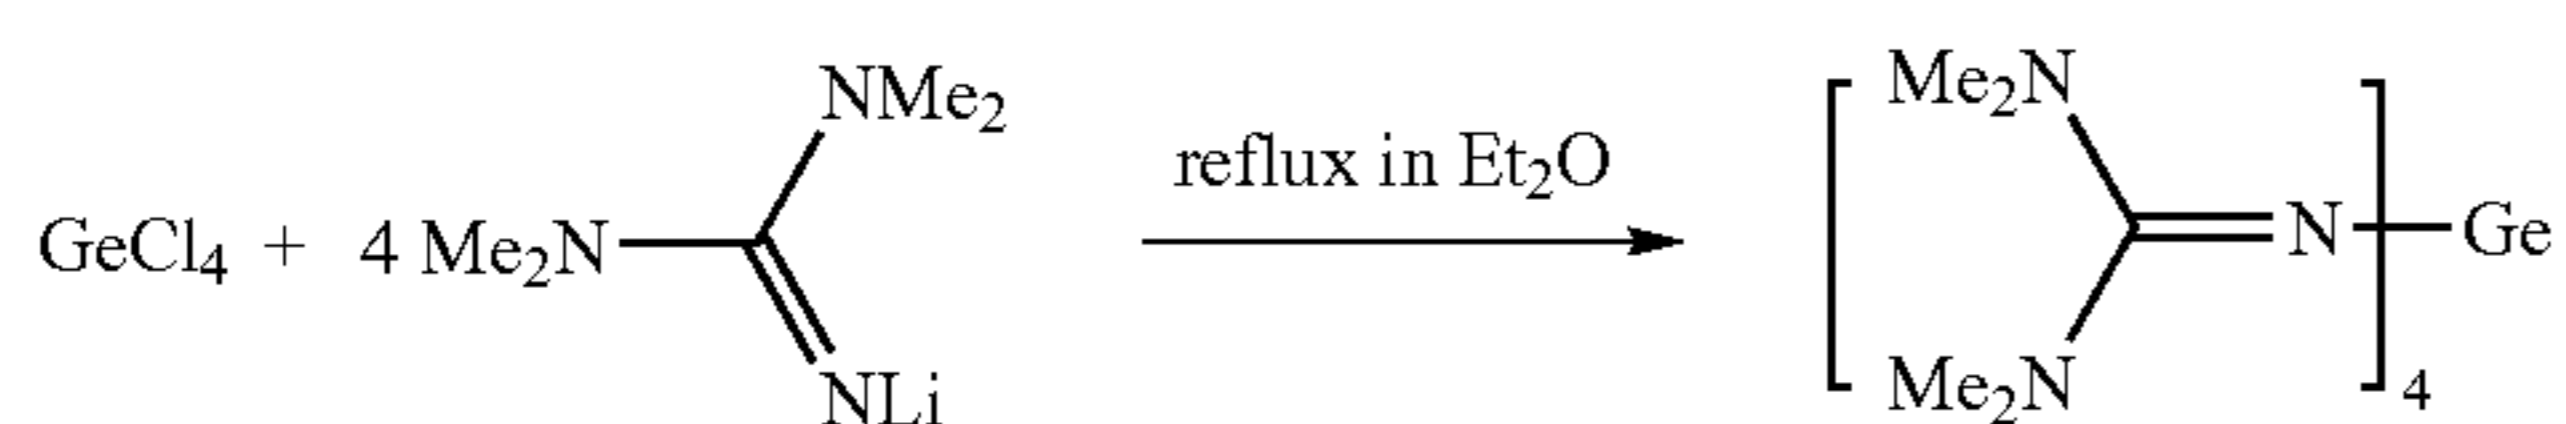 NMe₂
Me₂N
reflux in Et₂O
GeCl₄ + 4 Me₂N
N
Ge
NLi
Me₂N
4